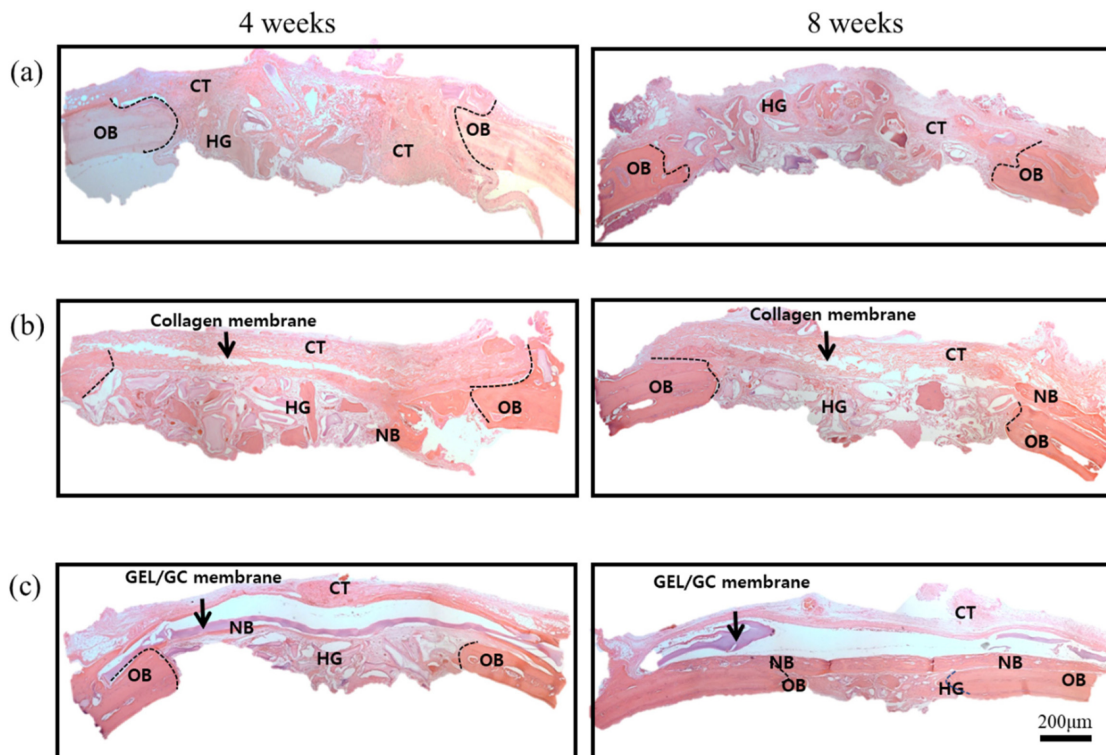 4 weeks 8 weeks
(a)
CT
OB
HG
CT
OB
HG
CT
OB
OB
(b)
Collagen membrane
CT
HG
OB
NB
Collagen membrane
CT
OB
HG
NB
OB
(c)
GEL/GC membrane
CT
NB
OB
HG
OB
GEL/GC membrane
CT
NB
NB
OB
HG
OB
200μm